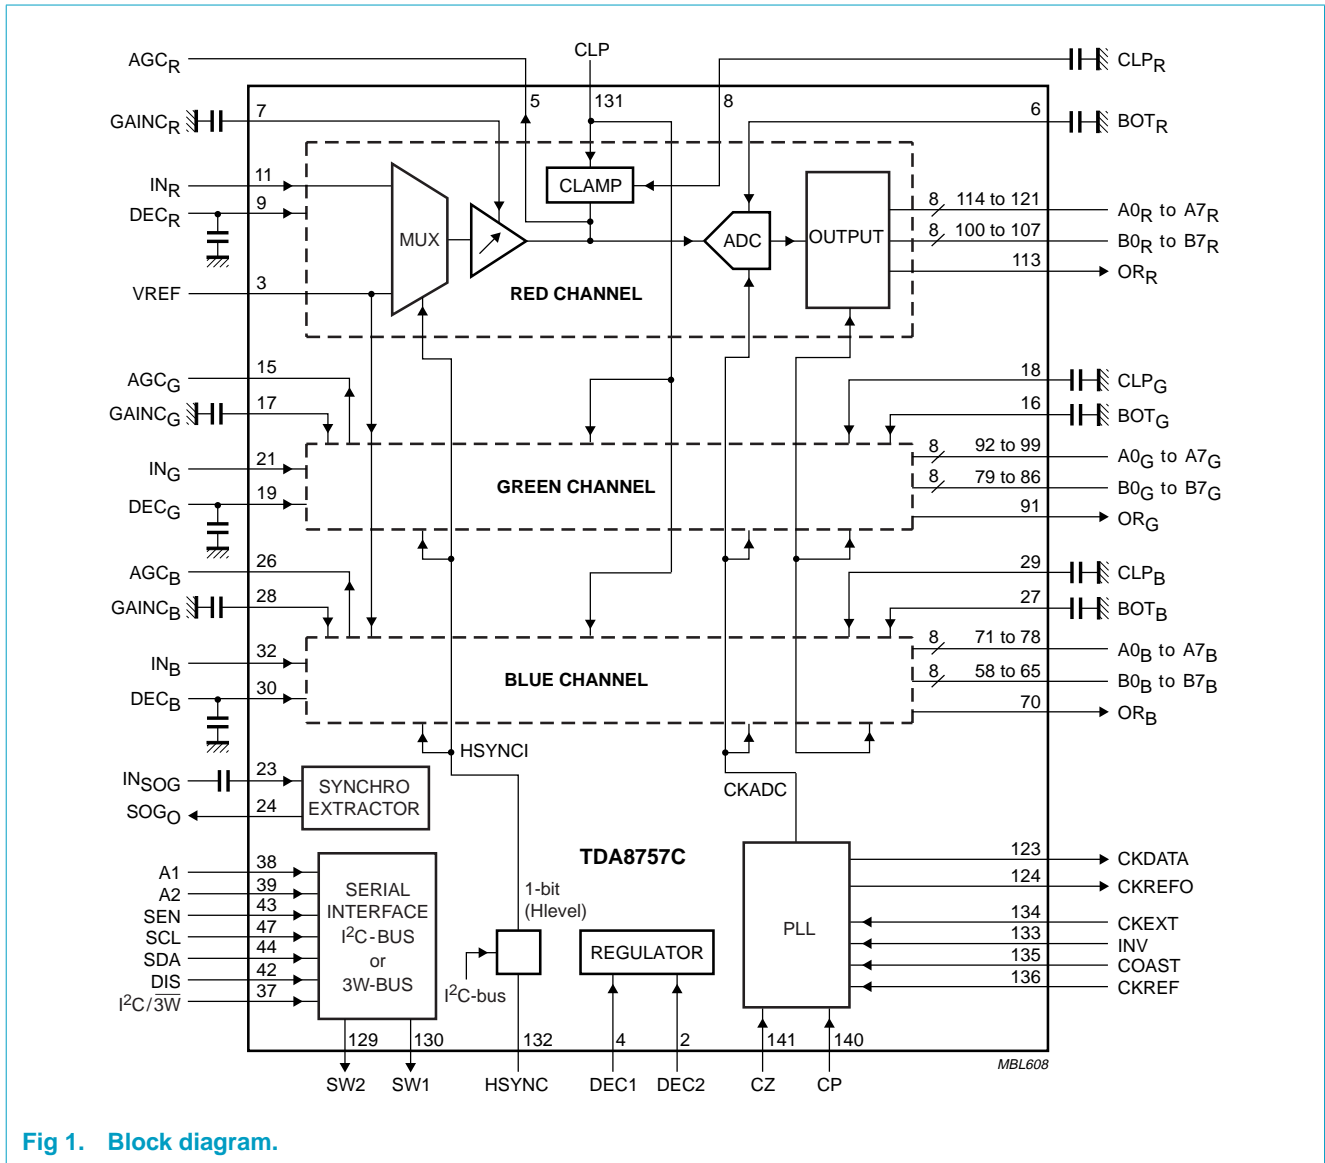 CLP
AGCR
CLPR
5
131
8
7
6
GAINCR
BOTR
11
INR
CLAMP
9
DECR
8
114 to 121
A0R to A7R
MUX
ADC
OUTPUT
8
100 to 107
B0R to B7R
113
ORR
3
VREF
RED CHANNEL
15
AGCG
18
CLPG
17
GAINCG
16
BOTG
21
ING
8
92 to 99
A0G to A7G
GREEN CHANNEL
19
DECG
8
79 to 86
B0G to B7G
91
ORG
26
AGCB
29
CLPB
28
GAINCB
27
BOTB
32
INB
8
71 to 78
A0B to A7B
BLUE CHANNEL
30
DECB
8
58 to 65
B0B to B7B
70
ORB
HSYNCI
INSOG
23
SYNCHRO
EXTRACTOR
CKADC
SOGO
24
TDA8757C
A1
38
A2
39
SEN
43
SCL
47
SDA
44
DIS
42
I2C/3W
37
SERIAL
INTERFACE
I2C-BUS
or
3W-BUS
1-bit
(Hlevel)
I2C-bus
REGULATOR
PLL
123
CKDATA
124
CKREFO
134
CKEXT
133
INV
135
COAST
136
CKREF
129
130
132
4
2
141
140
SW2
SW1
HSYNC
DEC1
DEC2
CZ
CP
MBL608
Fig 1. Block diagram.